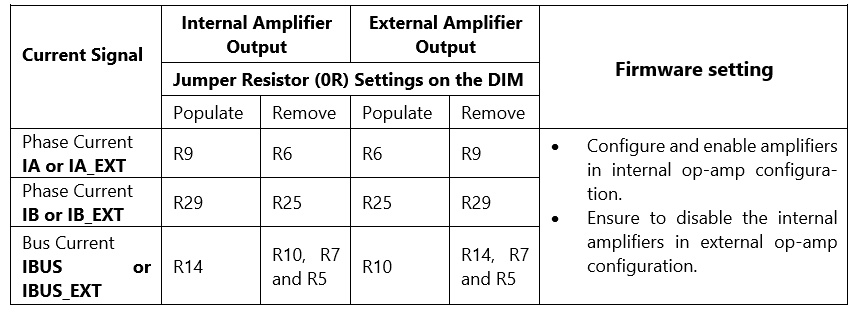 Current Signal
Internal Amplifier
Output
External Amplifier
Output
Firmware setting
Jumper Resistor (0R) Settings on the DIM
Populate
Remove
Populate
Remove
Phase Current
IA or IA_EXT
R9
R6
R6
R9
Phase Current
IB or IB_EXT
R29
R25
R25
R29
Bus Current
IBUS or
IBUS_EXT
R14
R10, R7
and R5
R10
R14, R7
and R5
• Configure and enable amplifiers
in internal op-amp configura-
tion.
• Ensure to disable the internal
amplifiers in external op-amp
configuration.